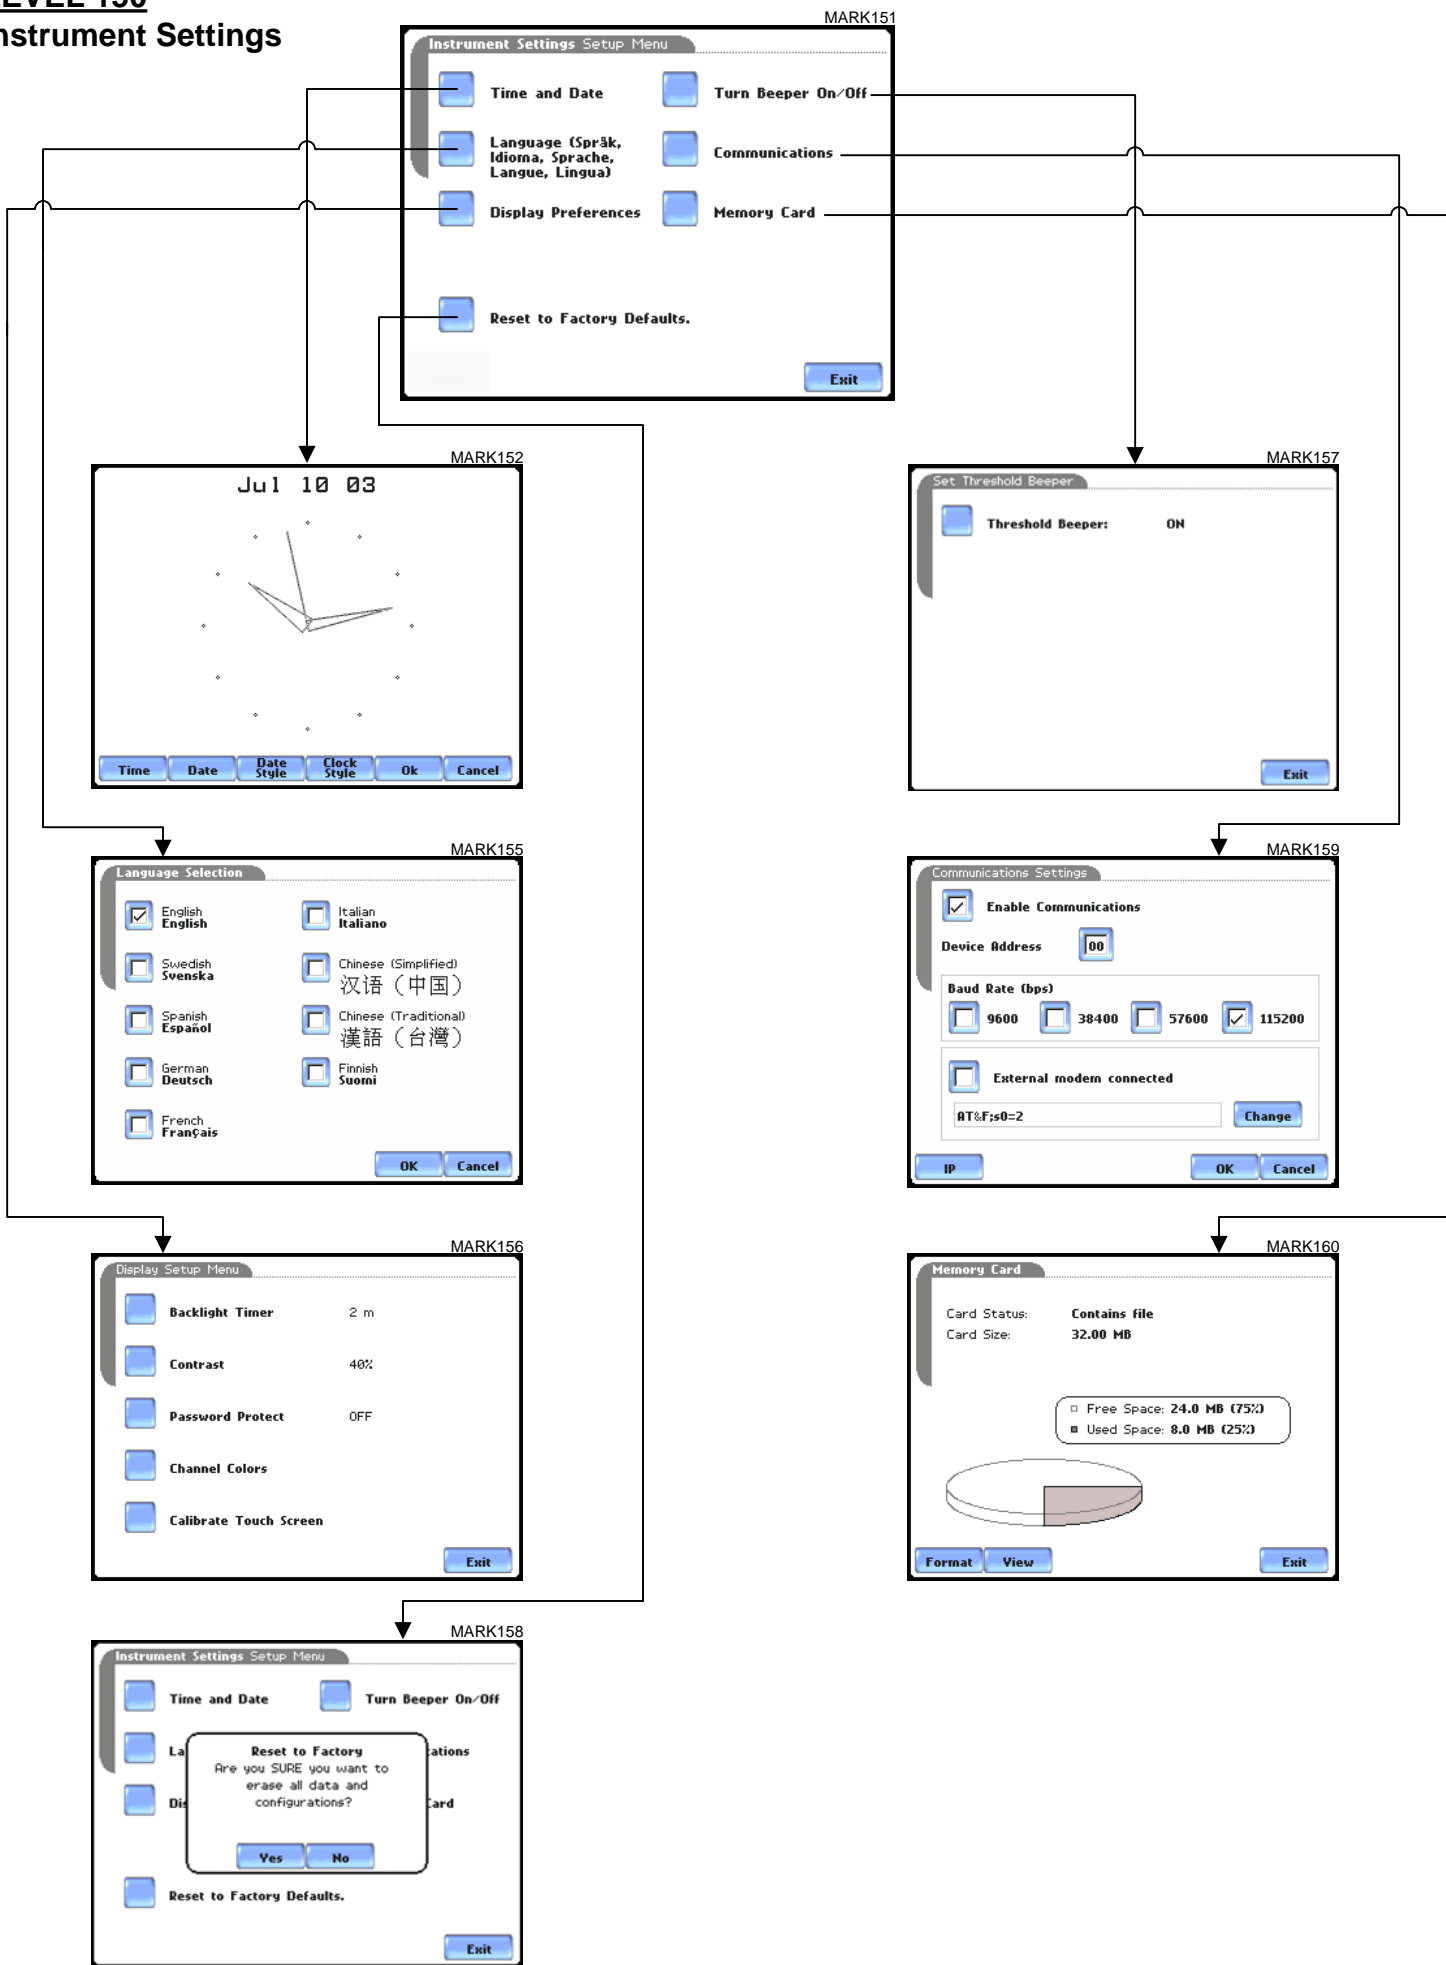 LEVEL 150
Instrument Settings
MARK151
Instrument Settings Setup Menu
Time and Date
Turn Beeper On/Off
Language (Språk,
Idioma, Sprache,
Langue, Lingua)
Communications
Display Preferences
Memory Card
Reset to Factory Defaults.
Exit
MARK152
Jul 10 03
Time
Date
Date
Style
Clock
Style
Ok
Cancel
MARK157
Set Threshold Beeper
Threshold Beeper: ON
Exit
MARK155
Language Selection
English
English
Italian
Italiano
Swedish
Svenska
Chinese (Simplified)
汉语（中国）
Spanish
Español
Chinese (Traditional)
漢語（台灣）
German
Deutsch
Finnish
Suomi
French
Français
OK
Cancel
MARK159
Communications Settings
Enable Communications
Device Address 00
Baud Rate (bps)
9600 38400 57600 115200
External modem connected
AT&F;s0=2
Change
IP
OK
Cancel
MARK156
Display Setup Menu
Backlight Timer 2 m
Contrast 40%
Password Protect OFF
Channel Colors
Calibrate Touch Screen
Exit
MARK160
Memory Card
Card Status: Contains file
Card Size: 32.00 MB
Free Space: 24.0 MB (75%)
Used Space: 8.0 MB (25%)
Format
View
Exit
MARK158
Instrument Settings Setup Menu
Time and Date
Turn Beeper On/Off
La
cations
Dis
Card
Reset to Factory
Are you SURE you want to
erase all data and
configurations?
Yes
No
Reset to Factory Defaults.
Exit